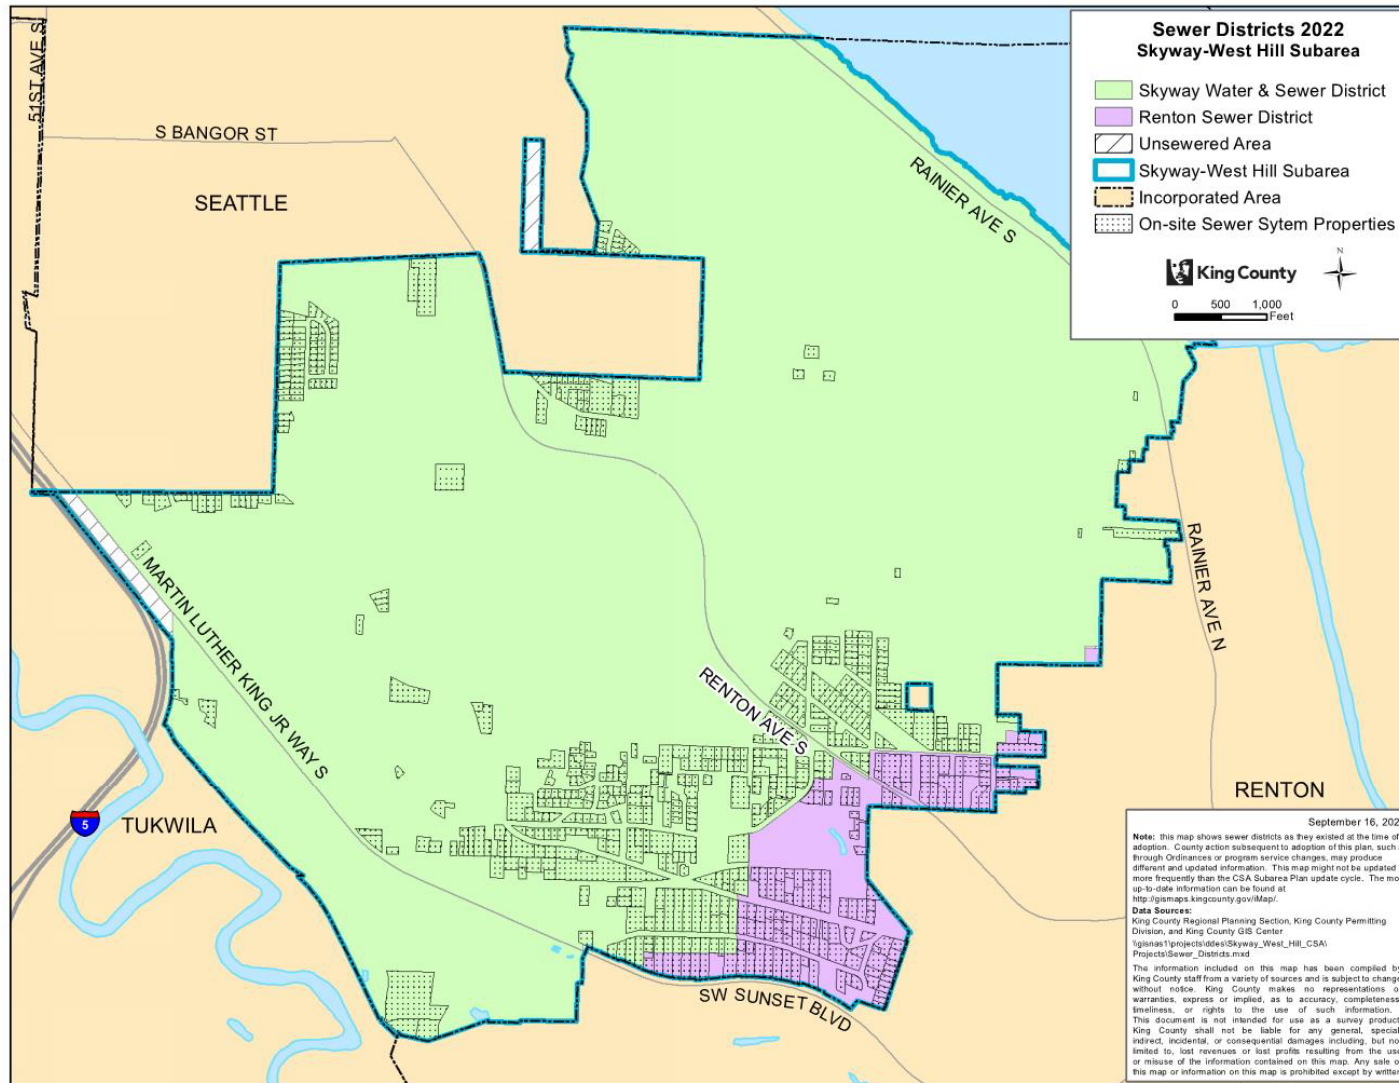 Sewer Districts 2022
Skyway-West Hill Subarea
Skyway Water & Sewer District
Renton Sewer District
Unsewered Area
Skyway-West Hill Subarea
Incorporated Area
On-site Sewer Sytem Properties
King County
N
0 500 1,000
Feet
51ST AVE S
S BANGOR ST
SEATTLE
RAINIER AVE S
MARTIN LUTHER KING JR WAY S
RAINIER AVE N
RENTON AVE S
RENTON
5
TUKWILA
SW SUNSET BLVD
September 16, 202
Note: this map shows sewer districts as they existed at the time of
adoption. County action subsequent to adoption of this plan, such
through Ordinances or program service changes, may produce
different and updated information. This map might not be updated
more frequently than the CSA Subarea Plan update cycle. The mo
up-to-date information can be found at
http://gismaps.kingcounty.gov/iMap/.
Data Sources:
King County Regional Planning Section, King County Permitting
Division, and King County GIS Center
\\gisnas1\projects\ddes\Skyway_West_Hill_CSA\
Projects\Sewer_Districts.mxd
The information included on this map has been compiled by
King County staff from a variety of sources and is subject to change
without notice. King County makes no representations o
warranties, express or implied, as to accuracy, completeness
timeliness, or rights to the use of such information.
This document is not intended for use as a survey product
King County shall not be liable for any general, special
indirect, incidental, or consequential damages including, but no
limited to, lost revenues or lost profits resulting from the use
or misuse of the information contained on this map. Any sale o
this map or information on this map is prohibited except by written